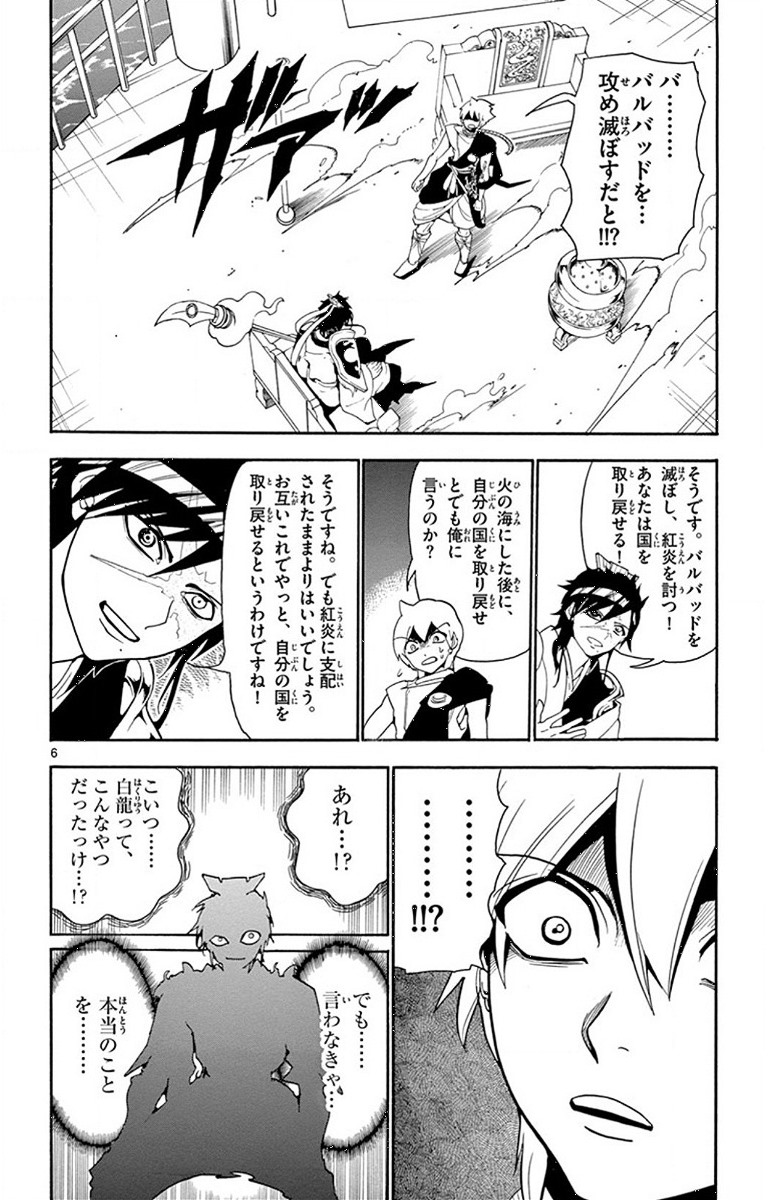 バ………
バルバッドを…
攻め滅ぼすだと!!?
ザアッ
そうです。バルバッドを
滅ぼし、紅炎を討つ！
あなたは国を
取り戻せる！
火の海にした後に、
自分の国を取り戻せ
とでも俺に
言うのか？
そうですね。でも紅炎に支配
されたままよりはいいでしょう。
お互いこれでやっと、自分の国を
取り戻せるというわけですね！
6
………
………!!?
あれ…!?
こいつ……
白龍って、
こんなやつ
だったっけ…!?
でも……
言わなきゃ…
本当のこと
を……